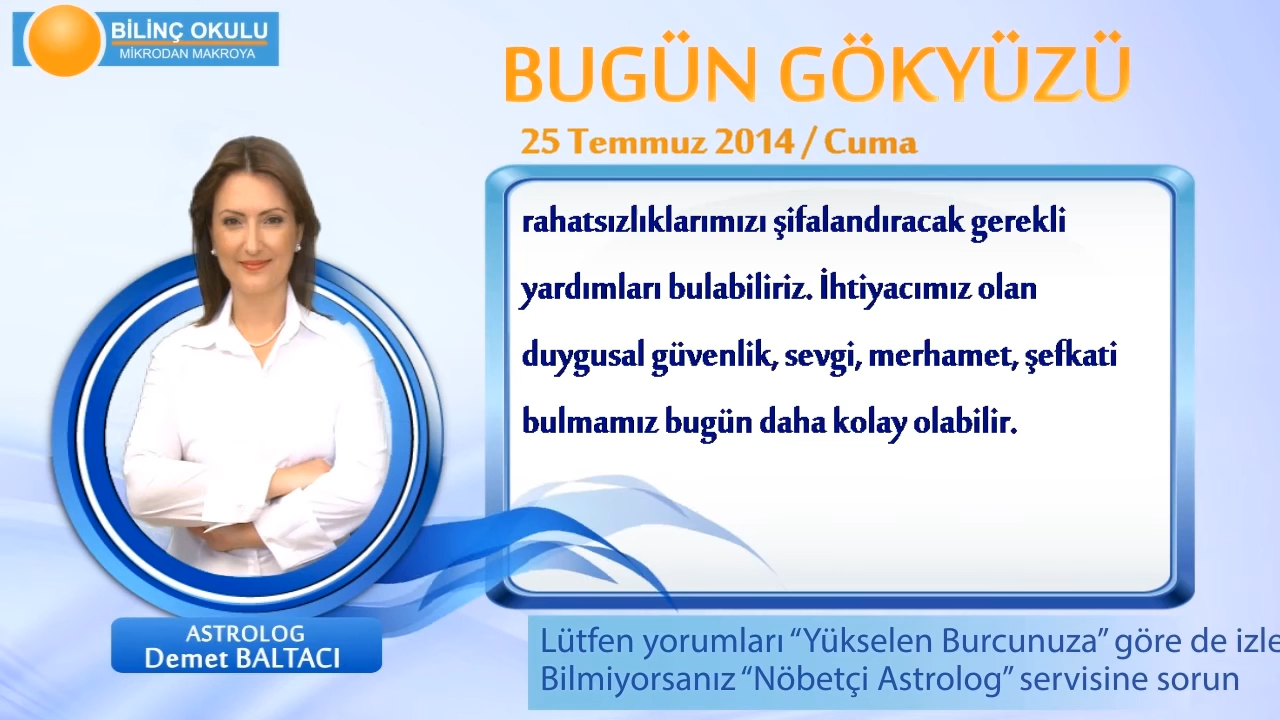 BİLİNÇ OKULU
MİKRODAN MAKROYA
BUGÜN GÖKYÜZÜ
25 Temmuz 2014 / Cuma
rahatsızlıklarımızı şifalandıracak gerekli
yardımları bulabiliriz. İhtiyacımız olan
duygusal güvenlik, sevgi, merhamet, şefkati
bulmamız bugün daha kolay olabilir.
ASTROLOG
Demet BALTACI
Lütfen yorumları “Yükselen Burcunuza” göre de izle
Bilmiyorsanız “Nöbetçi Astrolog” servisine sorun